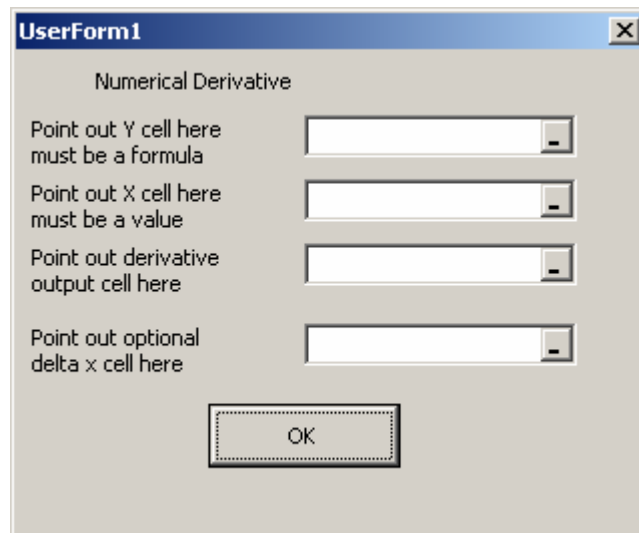 UserForm1
Numerical Derivative
Point out Y cell here
must be a formula
Point out X cell here
must be a value
Point out derivative
output cell here
Point out optional
delta x cell here
OK